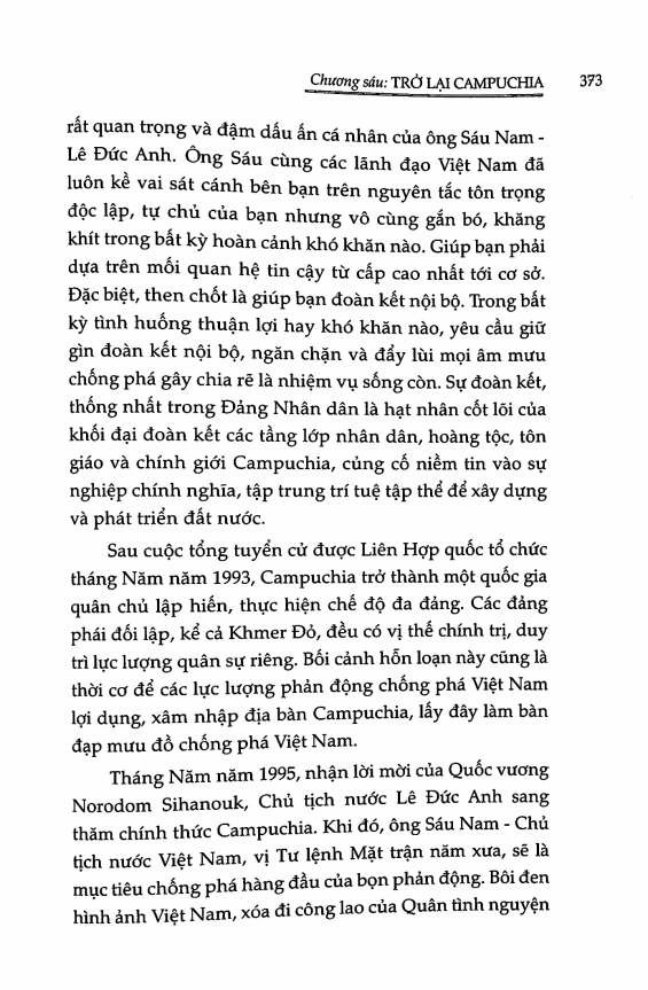 Chương sáu: TRỞ LẠI CAMPUCHIA 373
rất quan trọng và đậm dấu ấn cá nhân của ông Sáu Nam -
Lê Đức Anh. Ông Sáu cùng các lãnh đạo Việt Nam đã
luôn kề vai sát cánh bên bạn trên nguyên tắc tôn trọng
độc lập, tự chủ của bạn nhưng vô cùng gắn bó, khăng
khít trong bất kỳ hoàn cảnh khó khăn nào. Giúp bạn phải
dựa trên mối quan hệ tin cậy từ cấp cao nhất tới cơ sở.
Đặc biệt, then chốt là giúp bạn đoàn kết nội bộ. Trong bất
kỳ tình huống thuận lợi hay khó khăn nào, yêu cầu giữ
gìn đoàn kết nội bộ, ngăn chặn và đẩy lùi mọi âm mưu
chống phá gây chia rẽ là nhiệm vụ sống còn. Sự đoàn kết,
thống nhất trong Đảng Nhân dân là hạt nhân cốt lõi của
khối đại đoàn kết các tầng lớp nhân dân, hoàng tộc, tôn
giáo và chính giới Campuchia, củng cố niềm tin vào sự
nghiệp chính nghĩa, tập trung trí tuệ tập thể để xây dựng
và phát triển đất nước.
Sau cuộc tổng tuyển cử được Liên Hợp quốc tổ chức
tháng Năm năm 1993, Campuchia trở thành một quốc gia
quân chủ lập hiến, thực hiện chế độ đa đảng. Các đảng
phái đối lập, kể cả Khmer Đỏ, đều có vị thế chính trị, duy
trì lực lượng quân sự riêng. Bối cảnh hỗn loạn này cũng là
thời cơ để các lực lượng phản động chống phá Việt Nam
lợi dụng, xâm nhập địa bàn Campuchia, lấy đây làm bàn
đạp mưu đồ chống phá Việt Nam.
Tháng Năm năm 1995, nhận lời mời của Quốc vương
Norodom Sihanouk, Chủ tịch nước Lê Đức Anh sang
thăm chính thức Campuchia. Khi đó, ông Sáu Nam - Chủ
tịch nước Việt Nam, vị Tư lệnh Mặt trận năm xưa, sẽ là
mục tiêu chống phá hàng đầu của bọn phản động. Bôi đen
hình ảnh Việt Nam, xóa đi công lao của Quân tình nguyện